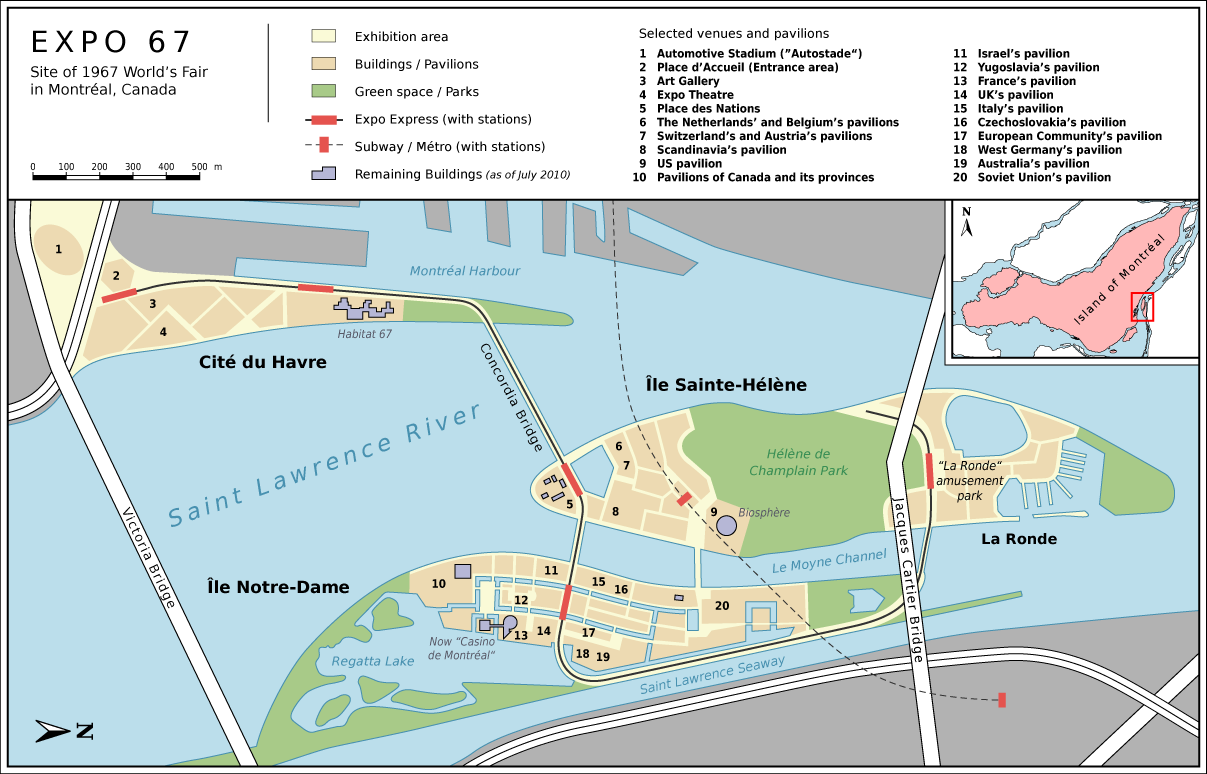 EXPO 67
Site of 1967 World's Fair
in Montréal, Canada
0 100 200 300 400 500 m
Exhibition area
Buildings / Pavilions
Green space / Parks
Expo Express (with stations)
Subway / Métro (with stations)
Remaining Buildings (as of July 2010)
Selected venues and pavilions
1 Automotive Stadium (”Autostade“)
2 Place d’Accueil (Entrance area)
3 Art Gallery
4 Expo Theatre
5 Place des Nations
6 The Netherlands’ and Belgium’s pavilions
7 Switzerland’s and Austria’s pavilions
8 Scandinavia’s pavilion
9 US pavilion
10 Pavilions of Canada and its provinces
11 Israel’s pavilion
12 Yugoslavia’s pavilion
13 France’s pavilion
14 UK’s pavilion
15 Italy’s pavilion
16 Czechoslovakia’s pavilion
17 European Community’s pavilion
18 West Germany’s pavilion
19 Australia’s pavilion
20 Soviet Union’s pavilion
N
Island of Montréal
1
2
3
4
Montréal Harbour
Habitat 67
Cité du Havre
Concordia Bridge
Île Sainte-Hélène
Saint Lawrence River
Victoria Bridge
6
7
5
8
9
Biosphère
Hélène de
Champlain Park
“La Ronde“
amusement
park
La Ronde
Jacques Cartier Bridge
Le Moyne Channel
Île Notre-Dame
10
11
12
13
14
15
16
17
18
19
20
Now “Casino
de Montréal“
Regatta Lake
Saint Lawrence Seaway
N